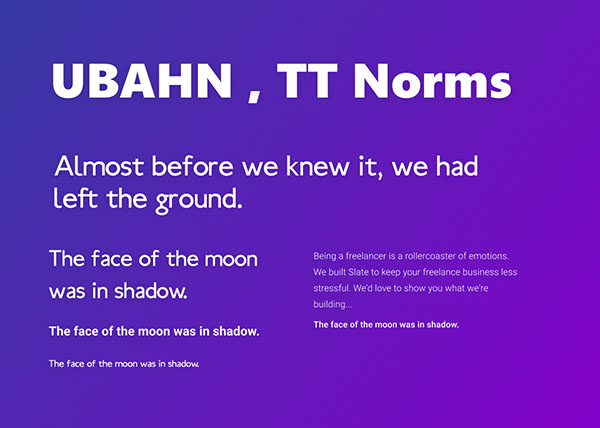 UBAHN , TT Norms
Almost before we knew it, we had
left the ground.
The face of the moon
was in shadow.
The face of the moon was in shadow.
The face of the moon was in shadow.
Being a freelancer is a rollercoaster of emotions.
We built Slate to keep your freelance business less
stressful. We'd love to show you what we're
building...
The face of the moon was in shadow.